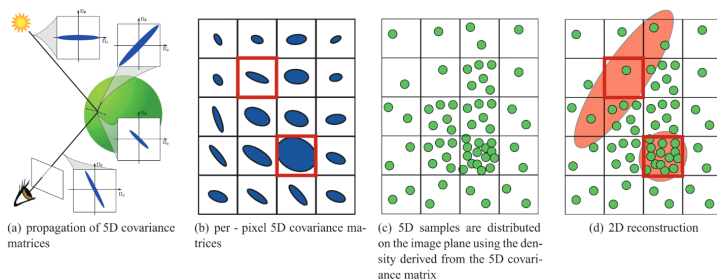 (a) propagation of 5D covariance
matrices
(b) per - pixel 5D covariance ma-
trices
(c) 5D samples are distributed
on the image plane using the den-
sity derived from the 5D covari-
ance matrix
(d) 2D reconstruction